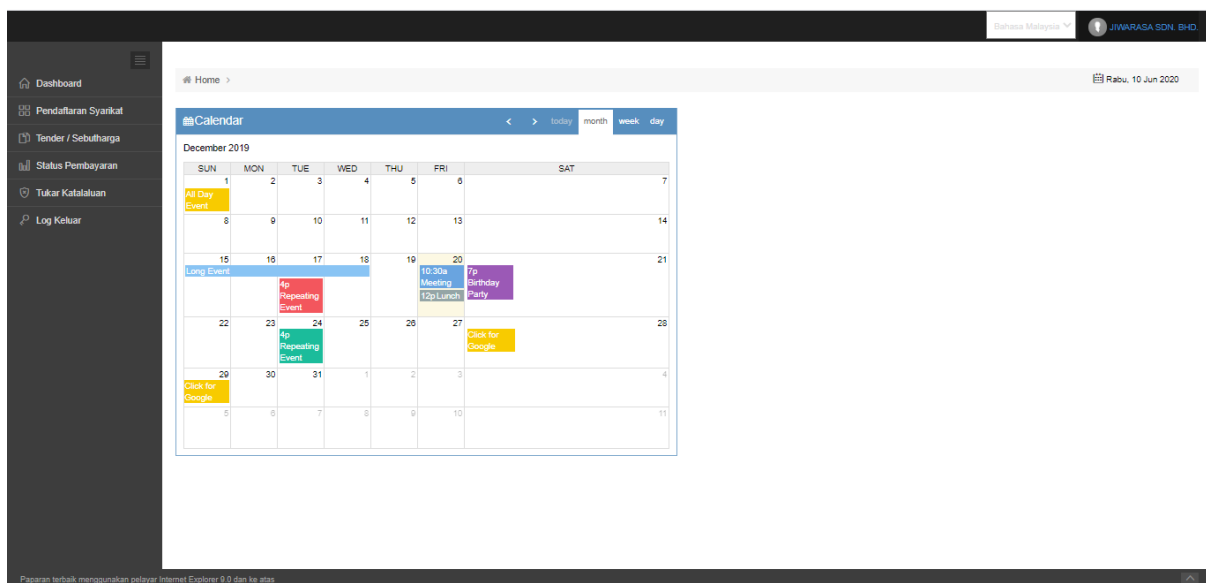 Bahasa Malaysia
JIWARASA SDN. BHD.
Dashboard
Pendaftaran Syarikat
Tender / Sebutharga
Status Pembayaran
Tukar Katalaluan
Log Keluar
Home >
Rabu, 10 Jun 2020
Calendar < > today month week day
December 2019
SUN MON TUE WED THU FRI SAT
1 2 3 4 5 6 7
All Day
Event
8 9 10 11 12 13 14
15 16 17 18 19 20 21
Long Event
10:30a
Meeting
12p Lunch
7p
Birthday
Party
4p
Repeating
Event
22 23 24 25 26 27 28
4p
Repeating
Event
Click for
Google
29 30 31 1 2 3 4
Click for
Google
5 6 7 8 9 10 11
Paparan terbaik menggunakan pelayar Internet Explorer 9.0 dan ke atas